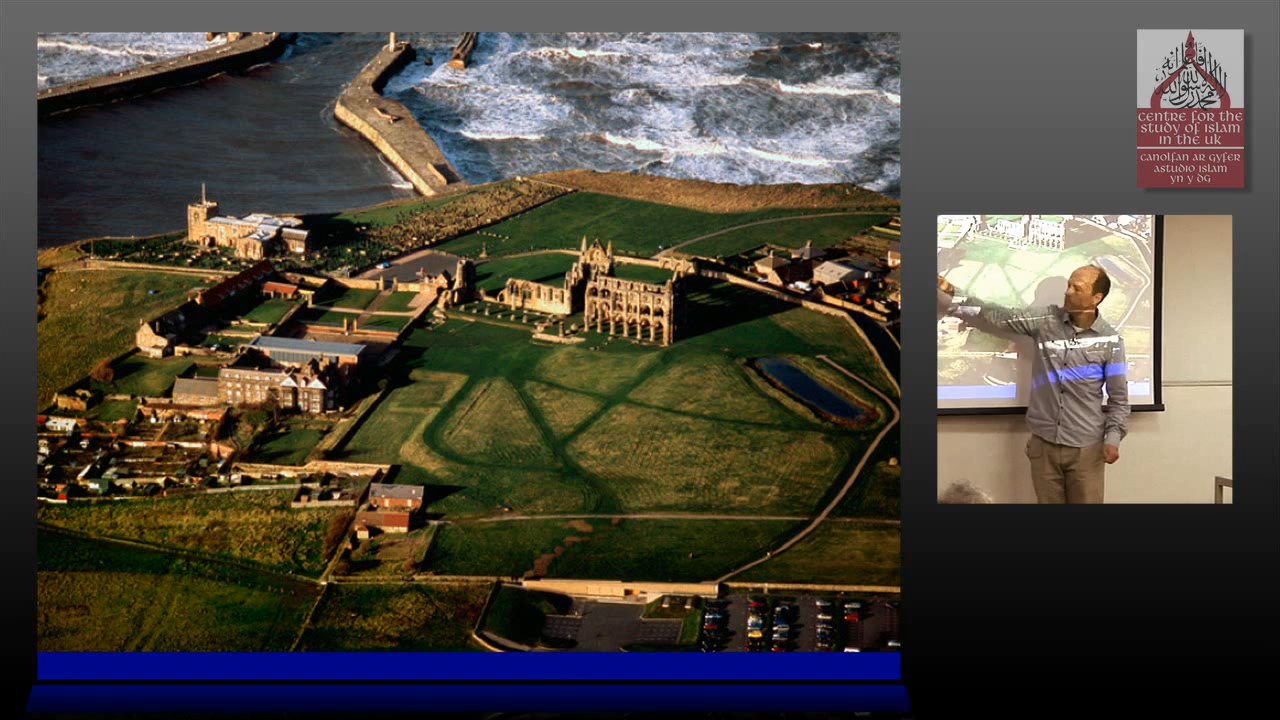 centre for the
study of islam
in the uk
canolfan ar gyfer
astudio islam
yn y dg